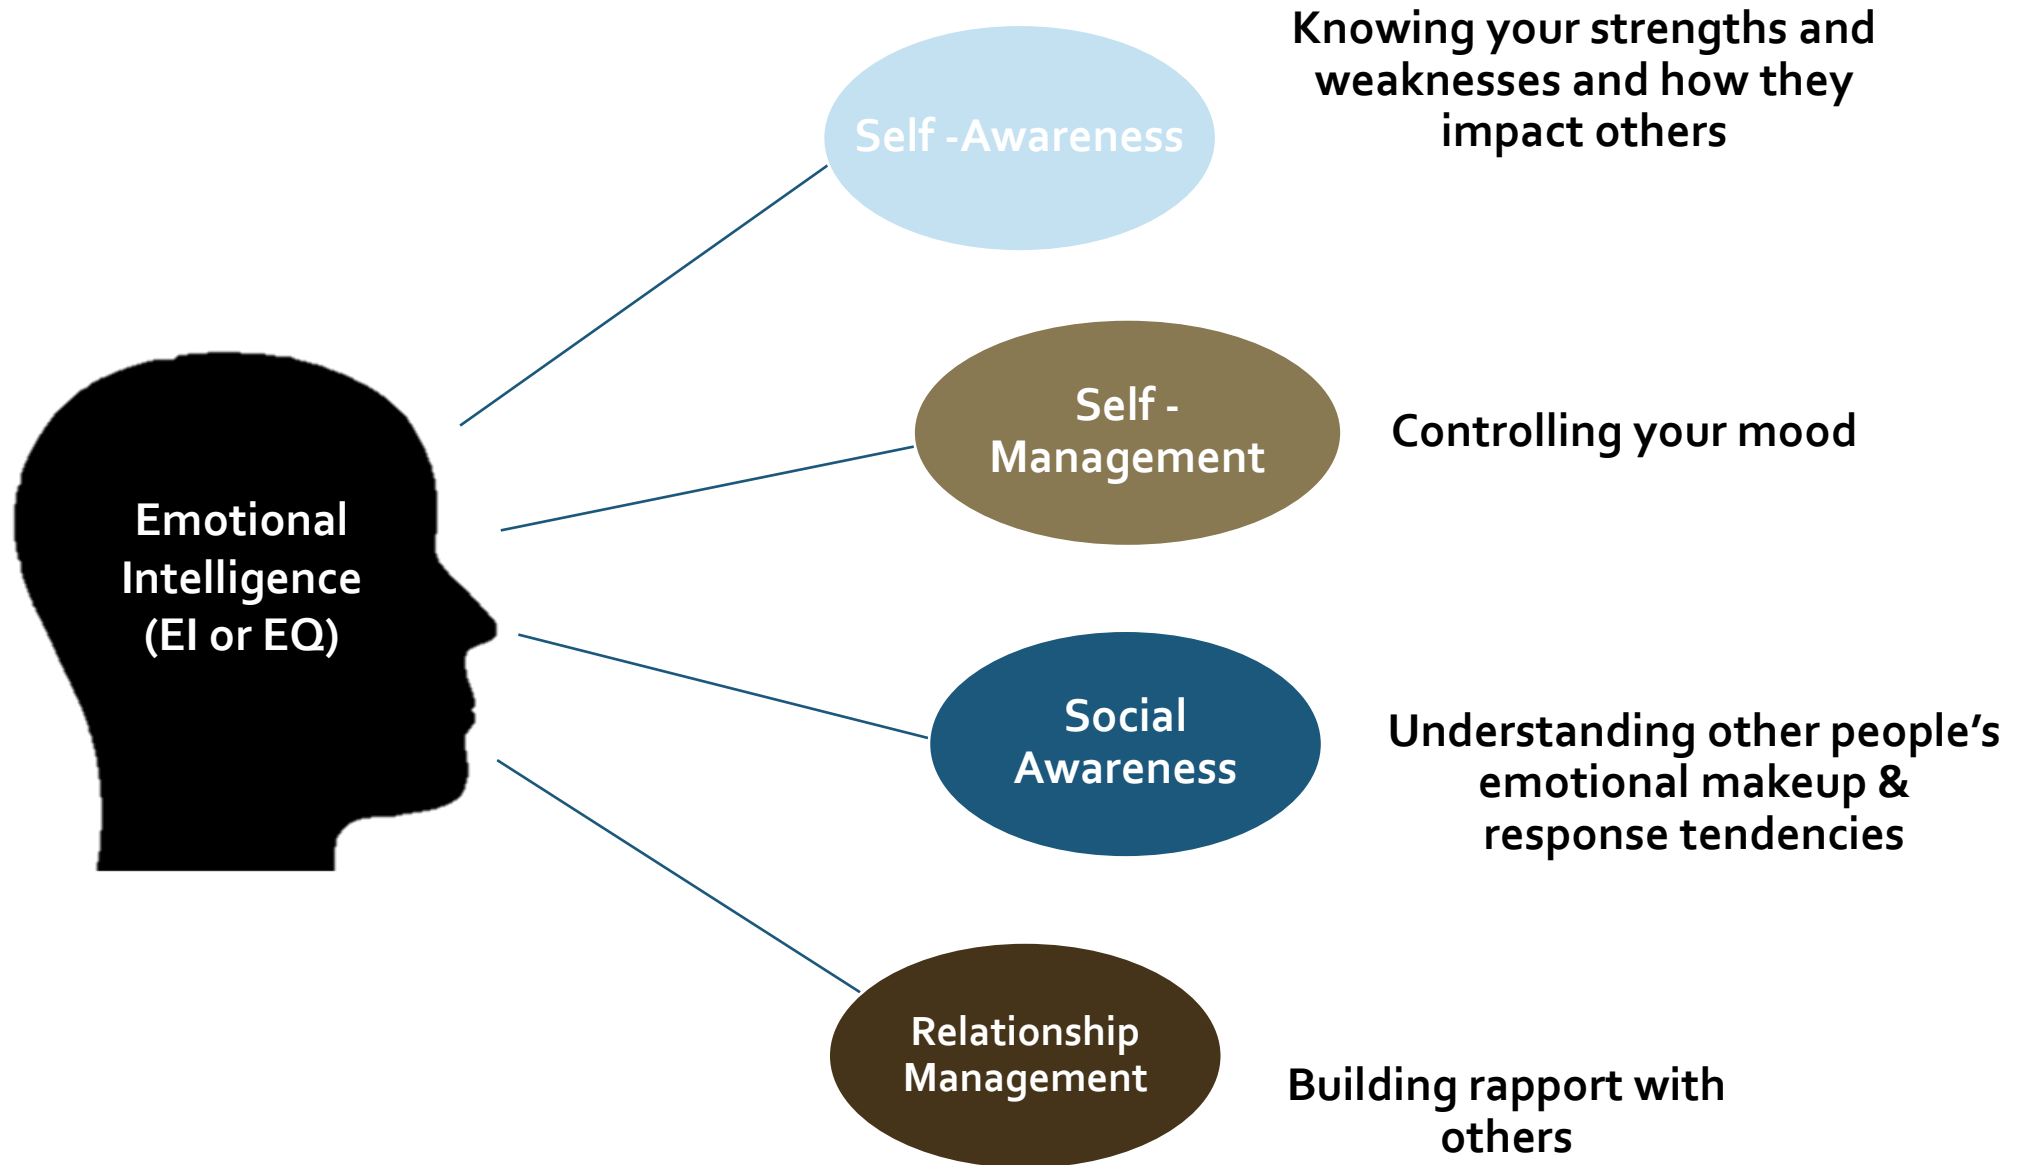 Knowing your strengths and
weaknesses and how they
impact others
Self -Awareness
Self -
Management
Controlling your mood
Emotional
Intelligence
(EI or EQ)
Social
Awareness
Understanding other people’s
emotional makeup &
response tendencies
Relationship
Management
Building rapport with
others